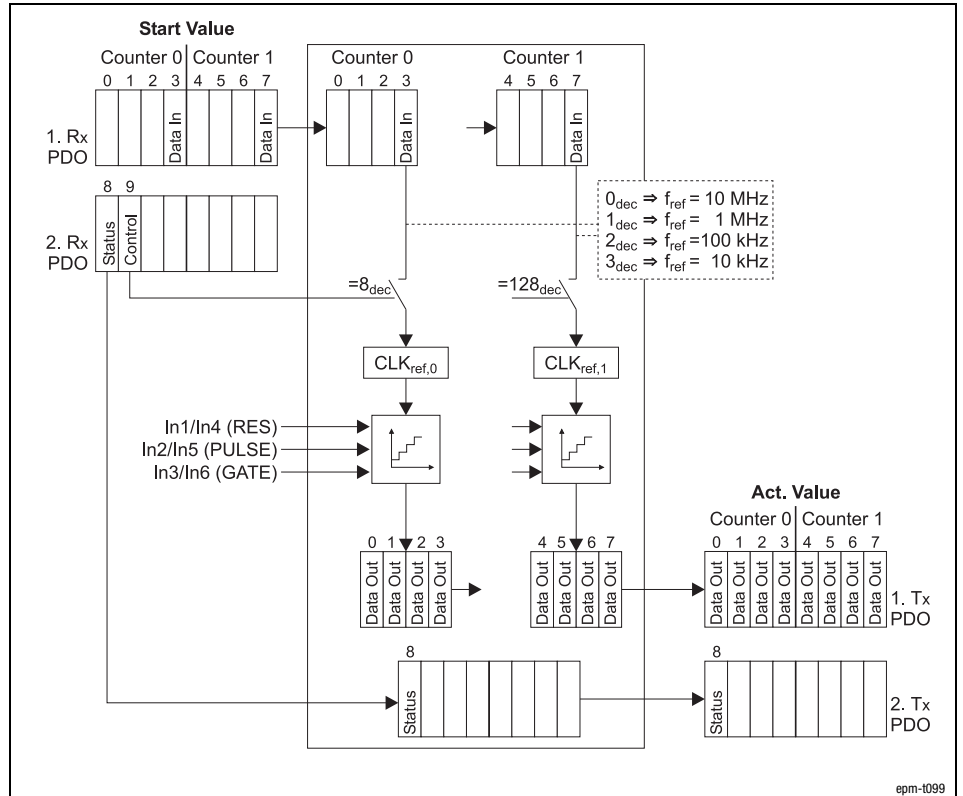 Start Value
Counter 0 Counter 1
0 1 2 3 4 5 6 7
Data In
Data In
1. Rx
PDO
Counter 0
0 1 2 3
Data In
Counter 1
4 5 6 7
Data In
8 9
Status
Control
2. Rx
PDO
0dec ⇒ fref = 10 MHz
1dec ⇒ fref = 1 MHz
2dec ⇒ fref =100 kHz
3dec ⇒ fref = 10 kHz
=8dec
=128dec
CLKref,0
CLKref,1
In1/In4 (RES)
In2/In5 (PULSE)
In3/In6 (GATE)
0 1 2 3
Data Out
Data Out
Data Out
Data Out
4 5 6 7
Data Out
Data Out
Data Out
Data Out
Act. Value
Counter 0 Counter 1
0 1 2 3 4 5 6 7
Data Out
Data Out
Data Out
Data Out
Data Out
Data Out
Data Out
Data Out
1. Tx
PDO
8
Status
8
Status
2. Tx
PDO
epm-t099